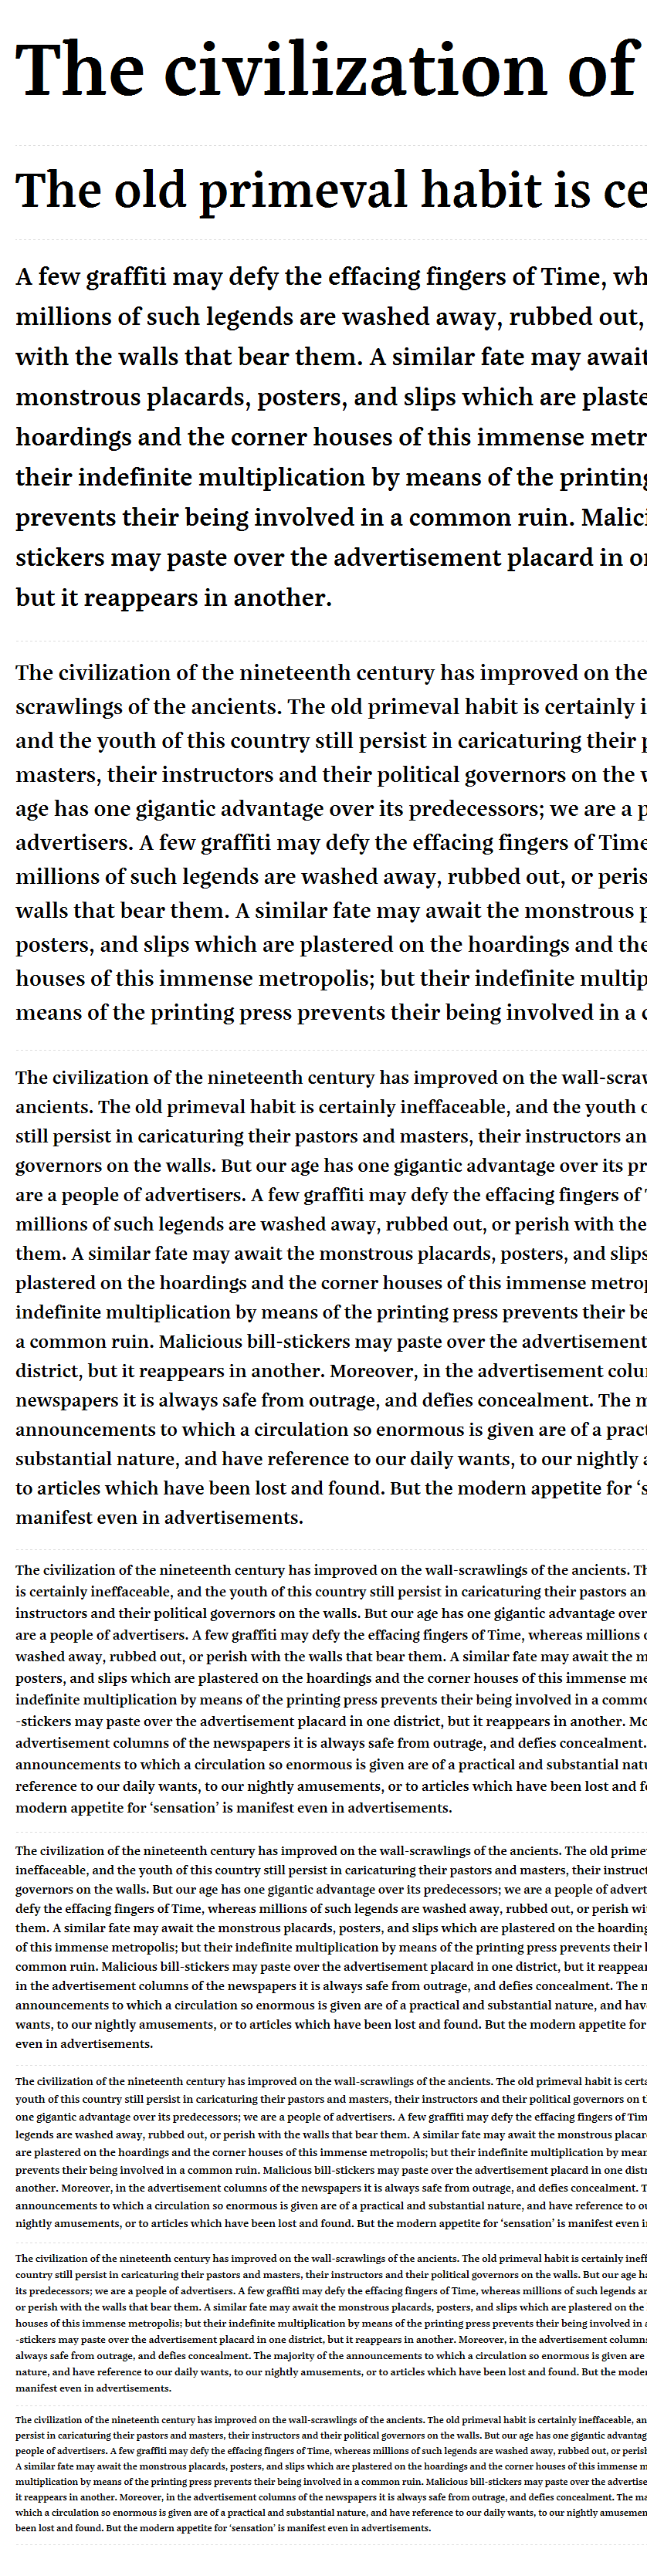 The civilization of
The old primeval habit is ce
A few graffiti may defy the effacing fingers of Time, wh
millions of such legends are washed away, rubbed out,
with the walls that bear them. A similar fate may await
monstrous placards, posters, and slips which are plaste
hoardings and the corner houses of this immense metr
their indefinite multiplication by means of the printing
prevents their being involved in a common ruin. Malici
stickers may paste over the advertisement placard in o
but it reappears in another.
The civilization of the nineteenth century has improved on the
scrawlings of the ancients. The old primeval habit is certainly i
and the youth of this country still persist in caricaturing their p
masters, their instructors and their political governors on the w
age has one gigantic advantage over its predecessors; we are a p
advertisers. A few graffiti may defy the effacing fingers of Time
millions of such legends are washed away, rubbed out, or peris
walls that bear them. A similar fate may await the monstrous p
posters, and slips which are plastered on the hoardings and the
houses of this immense metropolis; but their indefinite multip
means of the printing press prevents their being involved in a c
The civilization of the nineteenth century has improved on the wall-scraw
ancients. The old primeval habit is certainly ineffaceable, and the youth o
still persist in caricaturing their pastors and masters, their instructors an
governors on the walls. But our age has one gigantic advantage over its pr
are a people of advertisers. A few graffiti may defy the effacing fingers of T
millions of such legends are washed away, rubbed out, or perish with the
them. A similar fate may await the monstrous placards, posters, and slips
plastered on the hoardings and the corner houses of this immense metrop
indefinite multiplication by means of the printing press prevents their be
a common ruin. Malicious bill-stickers may paste over the advertisement
district, but it reappears in another. Moreover, in the advertisement colu
newspapers it is always safe from outrage, and defies concealment. The m
announcements to which a circulation so enormous is given are of a pract
substantial nature, and have reference to our daily wants, to our nightly a
to articles which have been lost and found. But the modern appetite for ‘s
manifest even in advertisements.
The civilization of the nineteenth century has improved on the wall-scrawlings of the ancients. Th
is certainly ineffaceable, and the youth of this country still persist in caricaturing their pastors an
instructors and their political governors on the walls. But our age has one gigantic advantage over
are a people of advertisers. A few graffiti may defy the effacing fingers of Time, whereas millions o
washed away, rubbed out, or perish with the walls that bear them. A similar fate may await the m
posters, and slips which are plastered on the hoardings and the corner houses of this immense me
indefinite multiplication by means of the printing press prevents their being involved in a commo
-stickers may paste over the advertisement placard in one district, but it reappears in another. Mo
advertisement columns of the newspapers it is always safe from outrage, and defies concealment.
announcements to which a circulation so enormous is given are of a practical and substantial natu
reference to our daily wants, to our nightly amusements, or to articles which have been lost and fo
modern appetite for ‘sensation’ is manifest even in advertisements.
The civilization of the nineteenth century has improved on the wall-scrawlings of the ancients. The old prime
ineffaceable, and the youth of this country still persist in caricaturing their pastors and masters, their instruct
governors on the walls. But our age has one gigantic advantage over its predecessors; we are a people of advert
defy the effacing fingers of Time, whereas millions of such legends are washed away, rubbed out, or perish wi
them. A similar fate may await the monstrous placards, posters, and slips which are plastered on the hoarding
of this immense metropolis; but their indefinite multiplication by means of the printing press prevents their b
common ruin. Malicious bill-stickers may paste over the advertisement placard in one district, but it reappear
in the advertisement columns of the newspapers it is always safe from outrage, and defies concealment. The m
announcements to which a circulation so enormous is given are of a practical and substantial nature, and hav
wants, to our nightly amusements, or to articles which have been lost and found. But the modern appetite for
even in advertisements.
The civilization of the nineteenth century has improved on the wall-scrawlings of the ancients. The old primeval habit is certa
youth of this country still persist in caricaturing their pastors and masters, their instructors and their political governors on t
one gigantic advantage over its predecessors; we are a people of advertisers. A few graffiti may defy the effacing fingers of Tim
legends are washed away, rubbed out, or perish with the walls that bear them. A similar fate may await the monstrous placar
are plastered on the hoardings and the corner houses of this immense metropolis; but their indefinite multiplication by mean
prevents their being involved in a common ruin. Malicious bill-stickers may paste over the advertisement placard in one distr
another. Moreover, in the advertisement columns of the newspapers it is always safe from outrage, and defies concealment. T
announcements to which a circulation so enormous is given are of a practical and substantial nature, and have reference to ou
nightly amusements, or to articles which have been lost and found. But the modern appetite for ‘sensation’ is manifest even i
The civilization of the nineteenth century has improved on the wall-scrawlings of the ancients. The old primeval habit is certainly ineff
country still persist in caricaturing their pastors and masters, their instructors and their political governors on the walls. But our age ha
its predecessors; we are a people of advertisers. A few graffiti may defy the effacing fingers of Time, whereas millions of such legends ar
or perish with the walls that bear them. A similar fate may await the monstrous placards, posters, and slips which are plastered on the
houses of this immense metropolis; but their indefinite multiplication by means of the printing press prevents their being involved in a
-stickers may paste over the advertisement placard in one district, but it reappears in another. Moreover, in the advertisement column
always safe from outrage, and defies concealment. The majority of the announcements to which a circulation so enormous is given are
nature, and have reference to our daily wants, to our nightly amusements, or to articles which have been lost and found. But the moder
manifest even in advertisements.
The civilization of the nineteenth century has improved on the wall-scrawlings of the ancients. The old primeval habit is certainly ineffaceable, an
persist in caricaturing their pastors and masters, their instructors and their political governors on the walls. But our age has one gigantic advantag
people of advertisers. A few graffiti may defy the effacing fingers of Time, whereas millions of such legends are washed away, rubbed out, or perish
A similar fate may await the monstrous placards, posters, and slips which are plastered on the hoardings and the corner houses of this immense m
multiplication by means of the printing press prevents their being involved in a common ruin. Malicious bill-stickers may paste over the advertise
it reappears in another. Moreover, in the advertisement columns of the newspapers it is always safe from outrage, and defies concealment. The ma
which a circulation so enormous is given are of a practical and substantial nature, and have reference to our daily wants, to our nightly amusemen
been lost and found. But the modern appetite for ‘sensation’ is manifest even in advertisements.